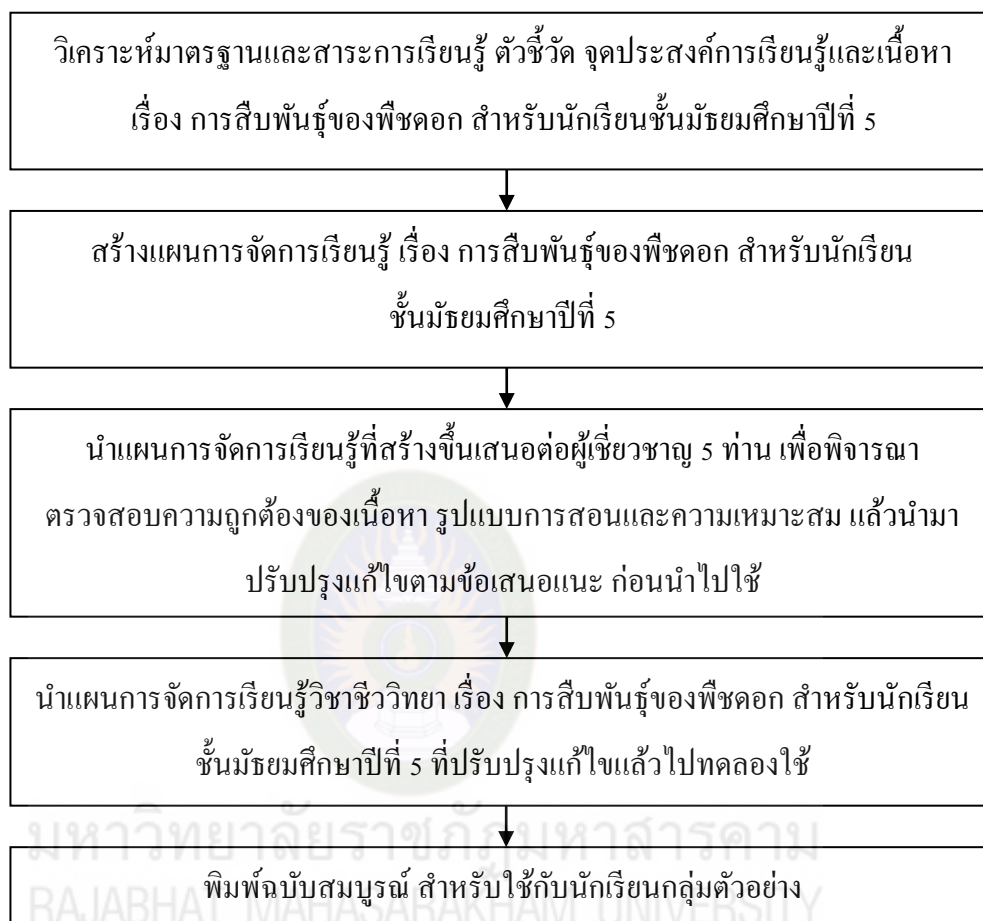 วิเคราะห์มาตรฐานและสาระการเรียนรู้ ตัวชี้วัด จุดประสงค์การเรียนรู้และเนื้อหา
เรื่อง การสืบพันธุ์ของพืชดอก สำหรับนักเรียนชั้นมัธยมศึกษาปีที่ 5
สร้างแผนการจัดการเรียนรู้ เรื่อง การสืบพันธุ์ของพืชดอก สำหรับนักเรียน
ชั้นมัธยมศึกษาปีที่ 5
นำแผนการจัดการเรียนรู้ที่สร้างขึ้นเสนอต่อผู้เชี่ยวชาญ 5 ท่าน เพื่อพิจารณา
ตรวจสอบความถูกต้องของเนื้อหา รูปแบบการสอนและความเหมาะสม แล้วนำมา
ปรับปรุงแก้ไขตามข้อเสนอแนะ ก่อนนำไปใช้
นำแผนการจัดการเรียนรู้วิชาชีววิทยา เรื่อง การสืบพันธุ์ของพืชดอก สำหรับนักเรียน
ชั้นมัธยมศึกษาปีที่ 5 ที่ปรับปรุงแก้ไขแล้วไปทดลองใช้
มหาวิทยาลัยราชภัฏมหาสารคาม
พิมพ์ฉบับสมบูรณ์ สำหรับใช้กับนักเรียนกลุ่มตัวอย่าง
RAJABHAT MAHASARAKHAM UNIVERSITY